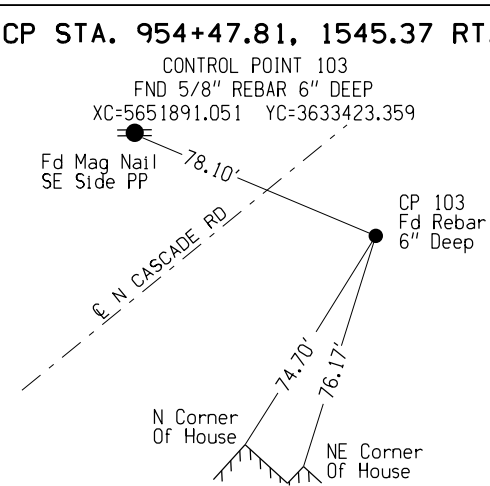 CP STA. 954+47.81, 1545.37 RT.
CONTROL POINT 103
FND 5/8" REBAR 6" DEEP
XC=5651891.051 YC=3633423.359
Fd Mag Nail
SE Side PP
78.10'
CP 103
Fd Rebar
6" Deep
℄ N CASCADE RD
74.70'
76.17'
N Corner
Of House
NE Corner
Of House